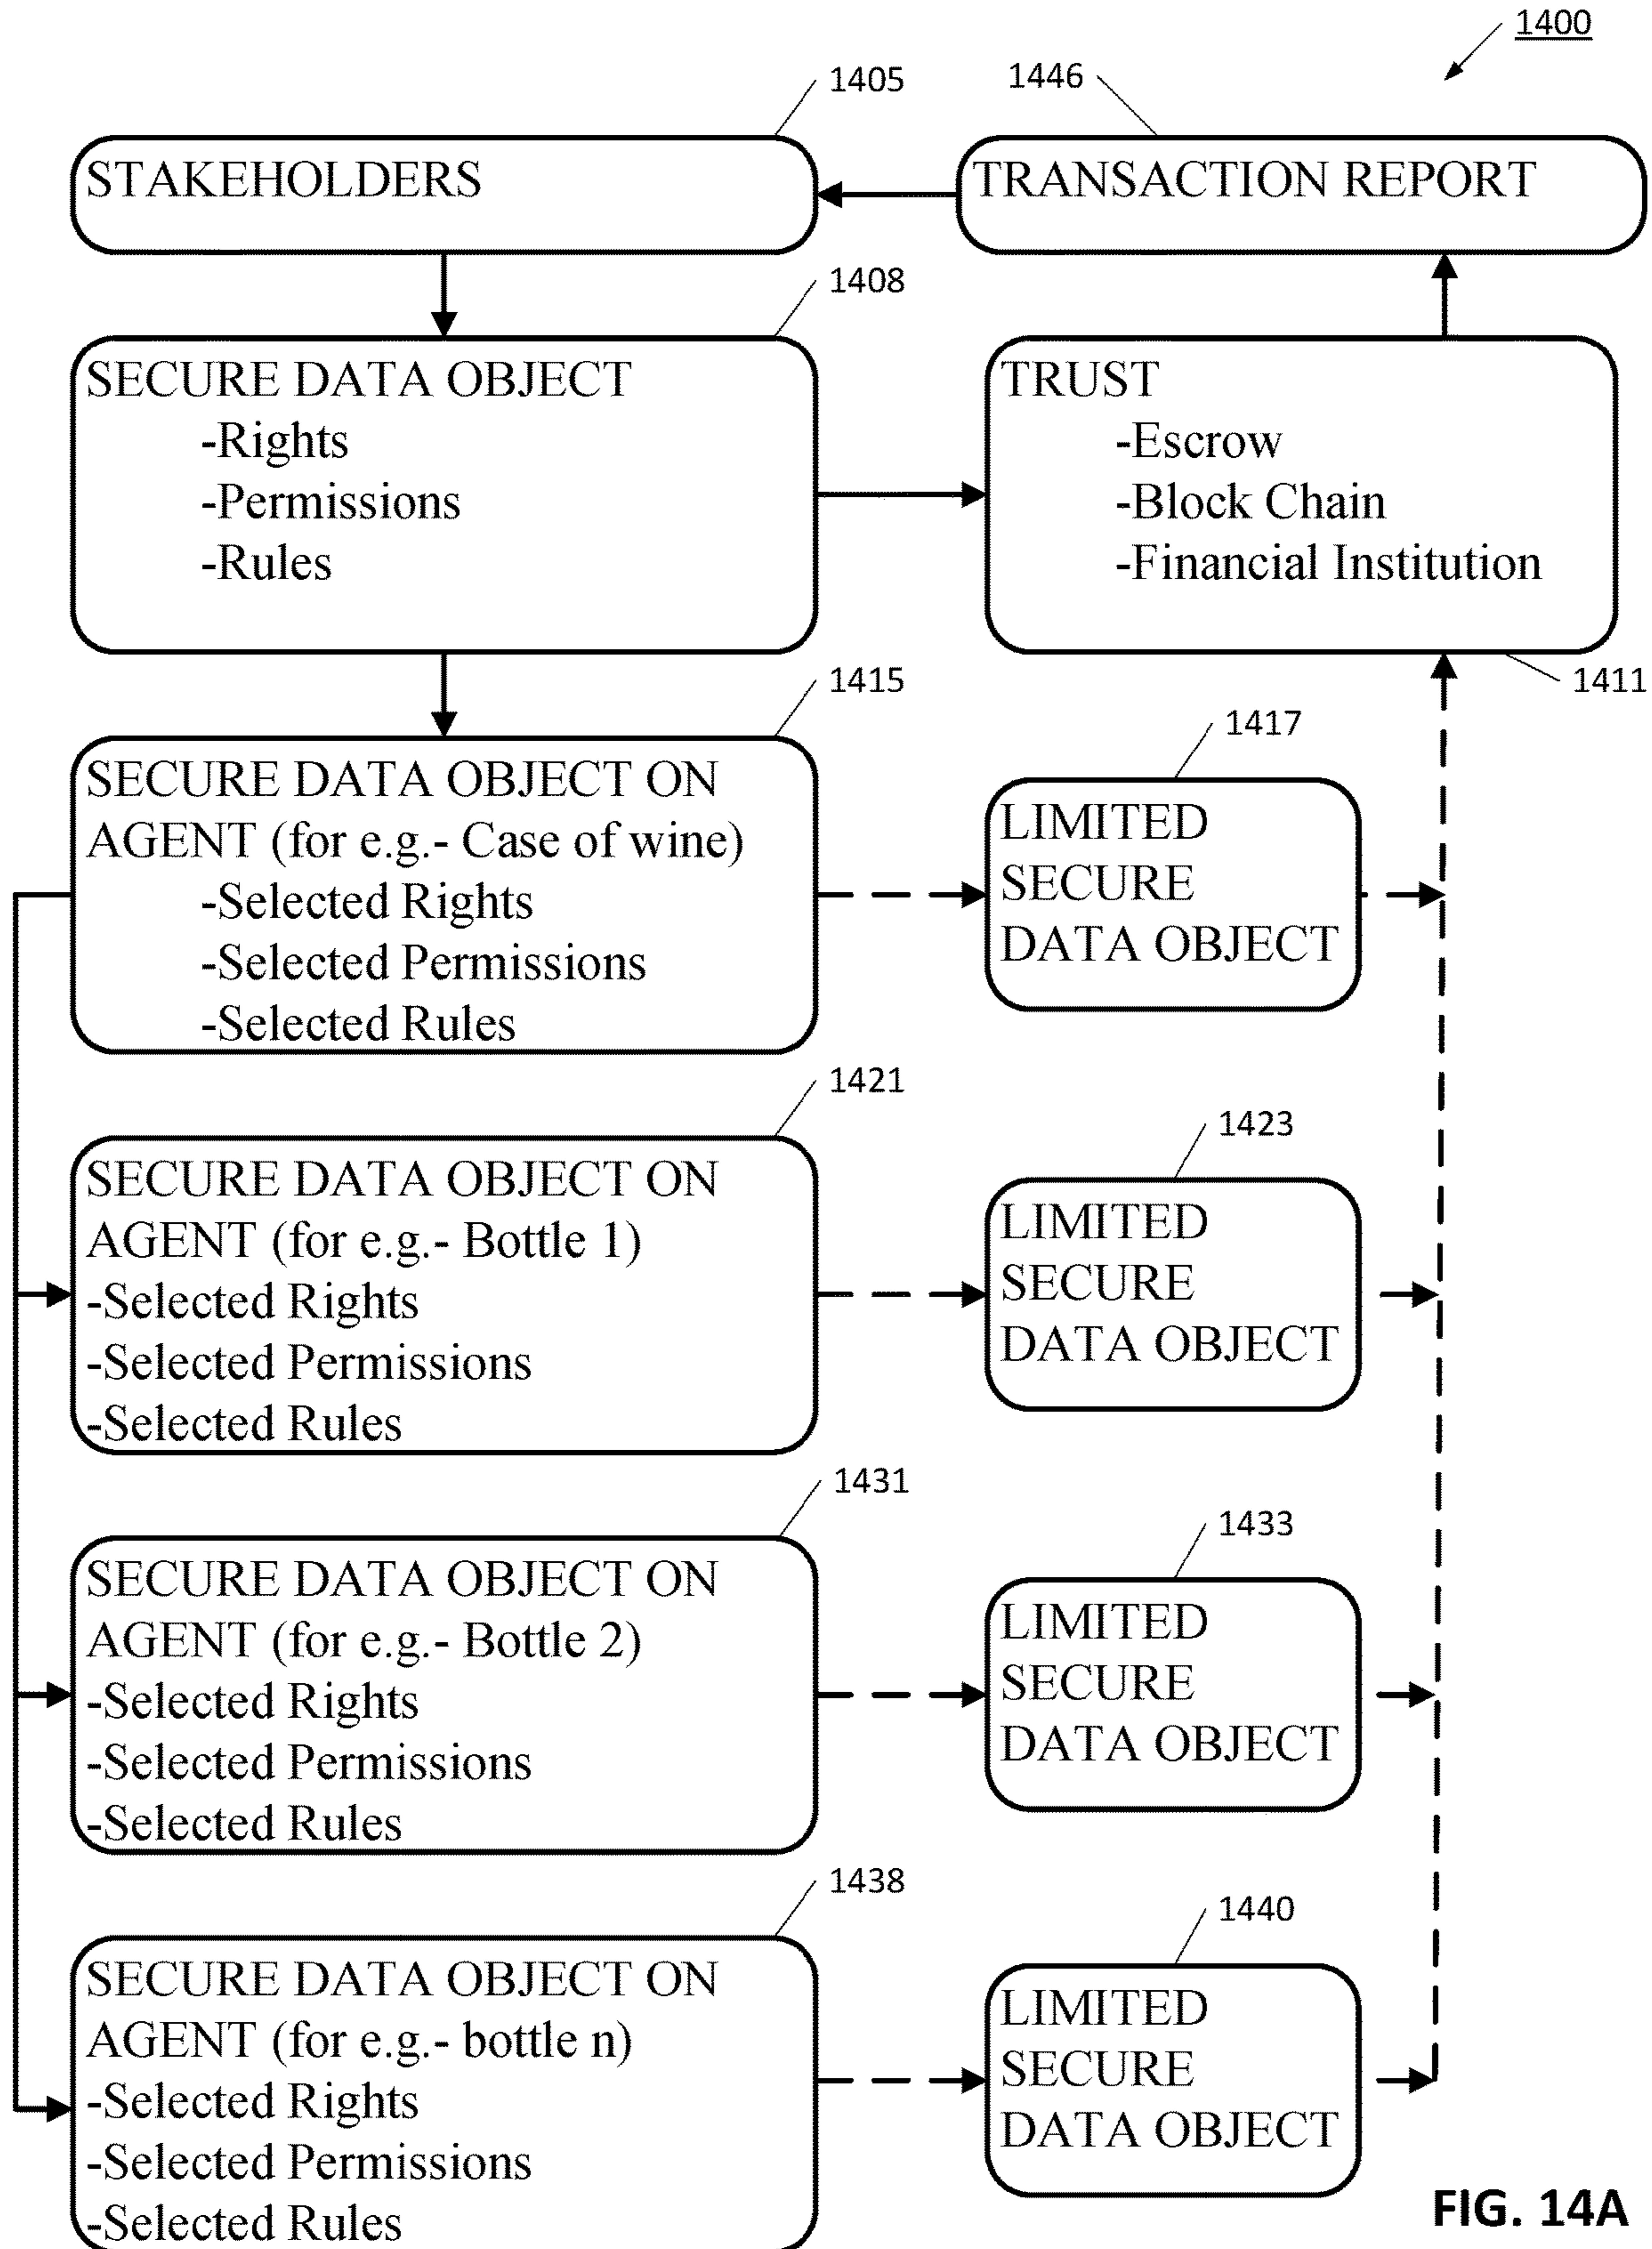 1400
1405
1446
STAKEHOLDERS
TRANSACTION REPORT
1408
SECURE DATA OBJECT
-Rights
-Permissions
-Rules
TRUST
-Escrow
-Block Chain
-Financial Institution
1411
1415
SECURE DATA OBJECT ON
AGENT (for e.g.- Case of wine)
-Selected Rights
-Selected Permissions
-Selected Rules
1417
LIMITED
SECURE
DATA OBJECT
1421
SECURE DATA OBJECT ON
AGENT (for e.g.- Bottle 1)
-Selected Rights
-Selected Permissions
-Selected Rules
1423
LIMITED
SECURE
DATA OBJECT
1431
SECURE DATA OBJECT ON
AGENT (for e.g.- Bottle 2)
-Selected Rights
-Selected Permissions
-Selected Rules
1433
LIMITED
SECURE
DATA OBJECT
1438
SECURE DATA OBJECT ON
AGENT (for e.g.- bottle n)
-Selected Rights
-Selected Permissions
-Selected Rules
1440
LIMITED
SECURE
DATA OBJECT
FIG. 14A